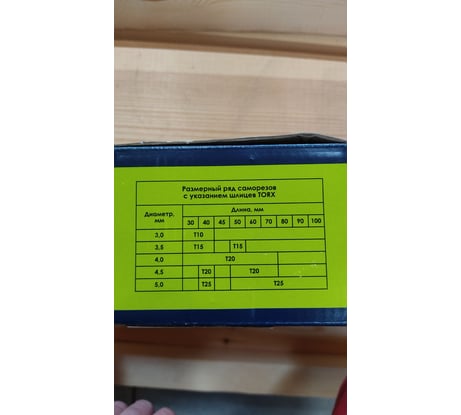 Размерный ряд саморезов
с указанием шлицев TORX
Диаметр, мм Длина, мм
30 40 45 50 60 70 80 90 100
3,0 T10
3,5 T15 T15
4,0 T20
4,5 T20 T20
5,0 T25 T25